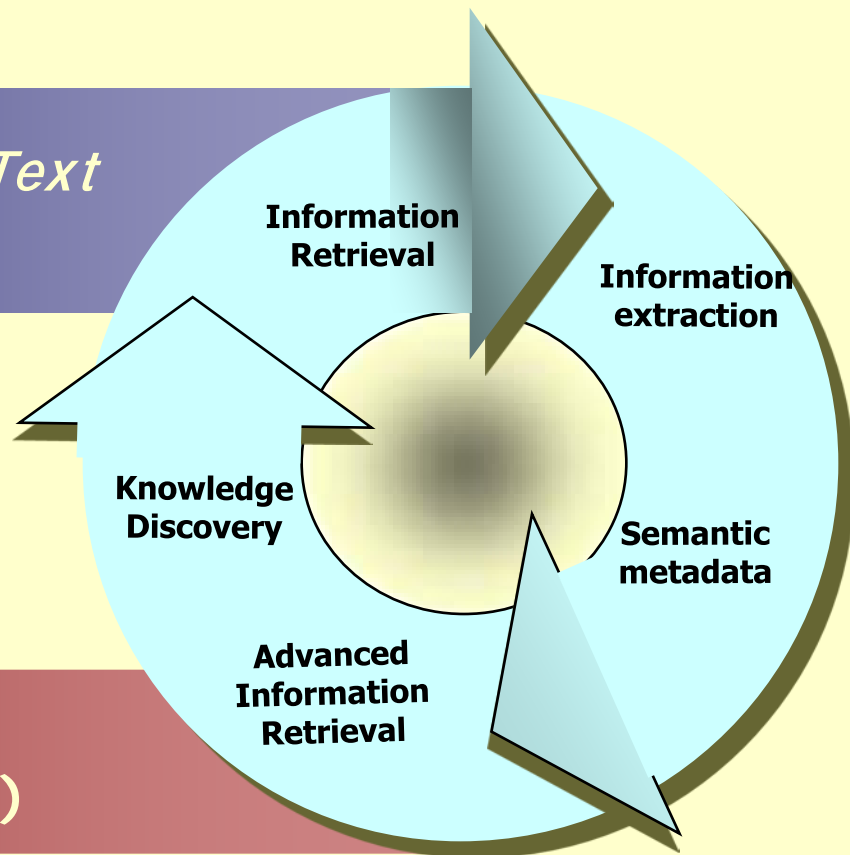 Text
Information
Retrieval
Information
extraction
Knowledge
Discovery
Semantic
metadata
Advanced
Information
Retrieval
)